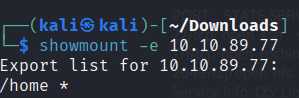 ┌──(kali㉿kali)-[~/Downloads]
└─$ showmount -e 10.10.89.77
Export list for 10.10.89.77:
/home *